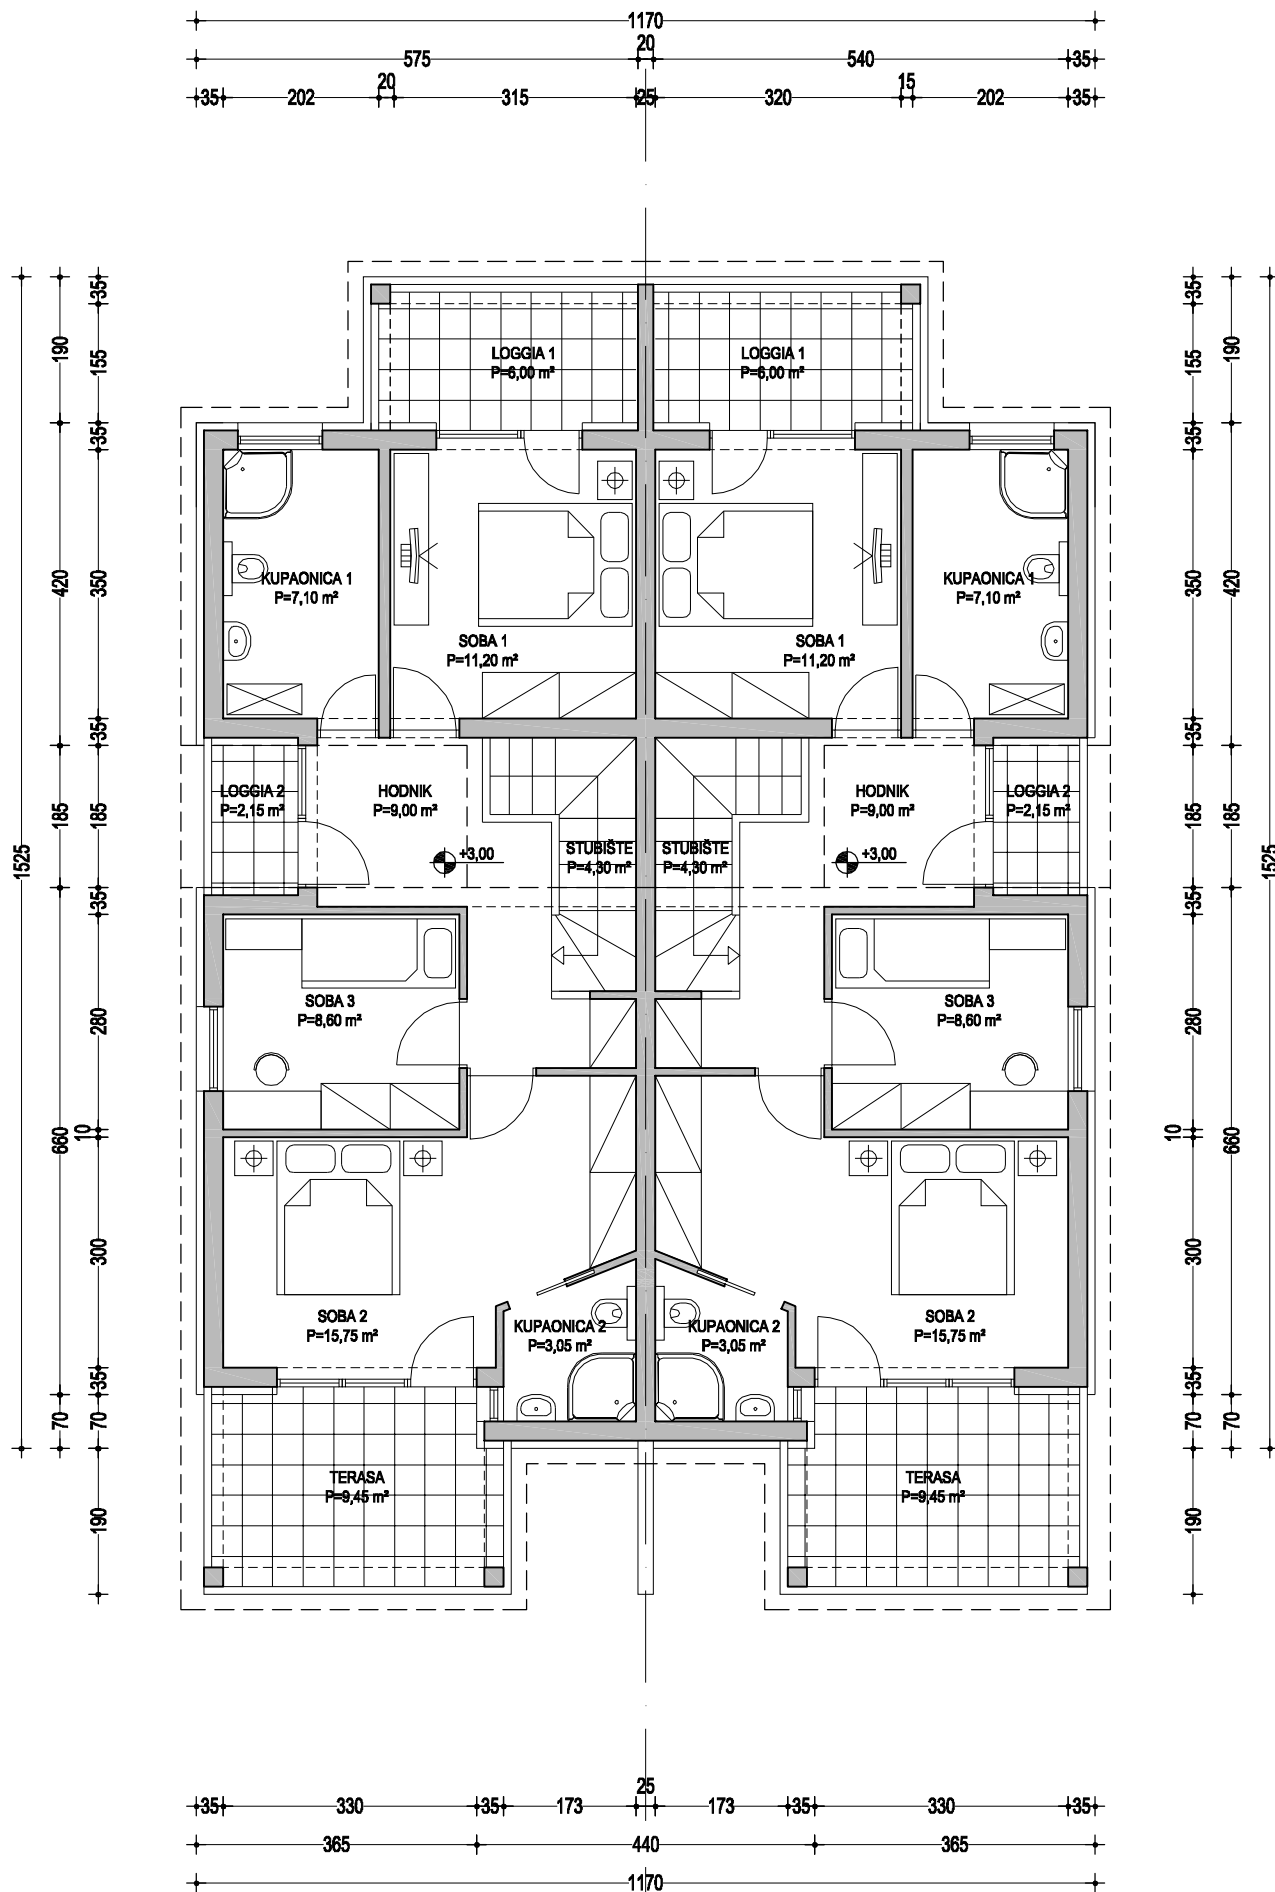 1170
20
575
540
35
20
15
35
202
315
25
320
202
35
35
190
155
35
420
350
35
185
185
1525
35
660
280
10
300
35
70
70
190
35
155
190
35
350
420
35
185
185
1525
35
280
660
10
300
35
70
70
190
LOGGIA 1
P=6,00 m²
LOGGIA 1
P=6,00 m²
KUPAONICA 1
P=7,10 m²
KUPAONICA 1
P=7,10 m²
SOBA 1
P=11,20 m²
SOBA 1
P=11,20 m²
LOGGIA 2
P=2,15 m²
HODNIK
P=9,00 m²
HODNIK
P=9,00 m²
LOGGIA 2
P=2,15 m²
+3,00
STUBIŠTE
P=4,30 m²
STUBIŠTE
P=4,30 m²
+3,00
SOBA 3
P=8,60 m²
SOBA 3
P=8,60 m²
SOBA 2
P=15,75 m²
KUPAONICA 2
P=3,05 m²
KUPAONICA 2
P=3,05 m²
SOBA 2
P=15,75 m²
TERASA
P=9,45 m²
TERASA
P=9,45 m²
25
35
330
35
173
173
35
330
35
365
440
365
1170